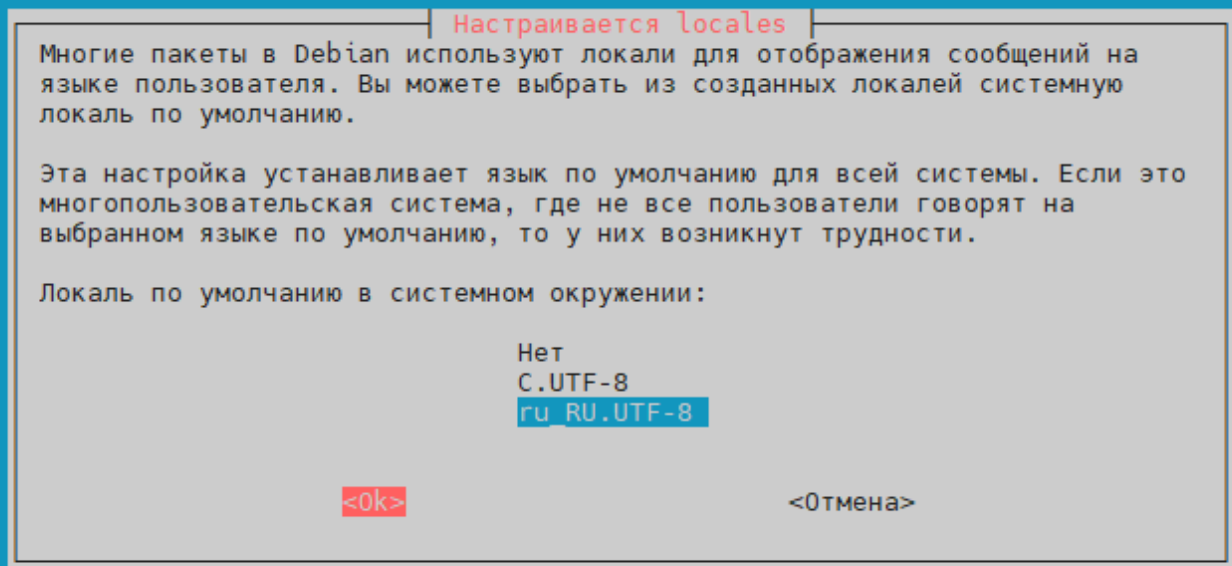 Настраивается locales
Многие пакеты в Debian используют локали для отображения сообщений на
языке пользователя. Вы можете выбрать из созданных локалей системную
локаль по умолчанию.
Эта настройка устанавливает язык по умолчанию для всей системы. Если это
многопользовательская система, где не все пользователи говорят на
выбранном языке по умолчанию, то у них возникнут трудности.
Локаль по умолчанию в системном окружении:
Нет
C.UTF-8
ru_RU.UTF-8
<Ok> <Отмена>